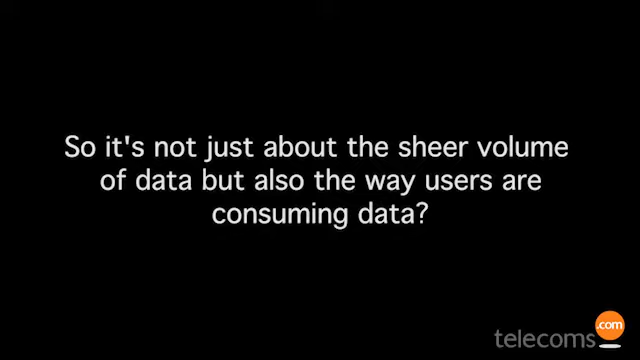 So it's not just about the sheer volume
of data but also the way users are
consuming data?
telecoms.com